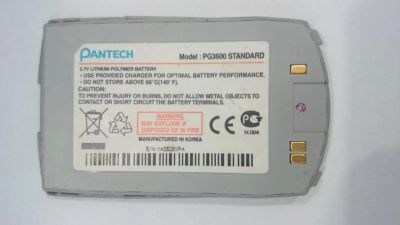 PANTECH
Model : PG3600 STANDARD
3.7V LITHIUM POLYMER BATTERY
• USE PROVIDED CHARGER FOR OPTIMAL BATTERY PERFORMANCE.
• DO NOT PLACE ABOVE 60°C(140°F).
CAUTION
TO PREVENT INJURY OR BURNS, DO NOT ALLOW METAL OBJECTS
TO CONTACT OR SHORT CIRCUIT THE BATTERY TERMINALS.
WARNING
MAY EXPLODE IF
DISPOSED OF IN FIRE
MANUFACTURED IN KOREA